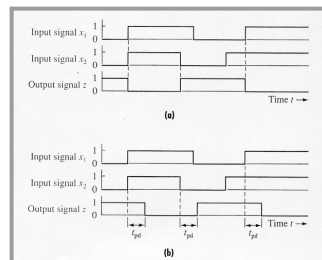 Input signal x₁ 1
0
Input signal x₂ 1
0
Output signal z 1
0
Time t →
(a)
Input signal x₁ 1
0
Input signal x₂ 1
0
Output signal z 1
0
Time t →
tpd tpd tpd
(b)